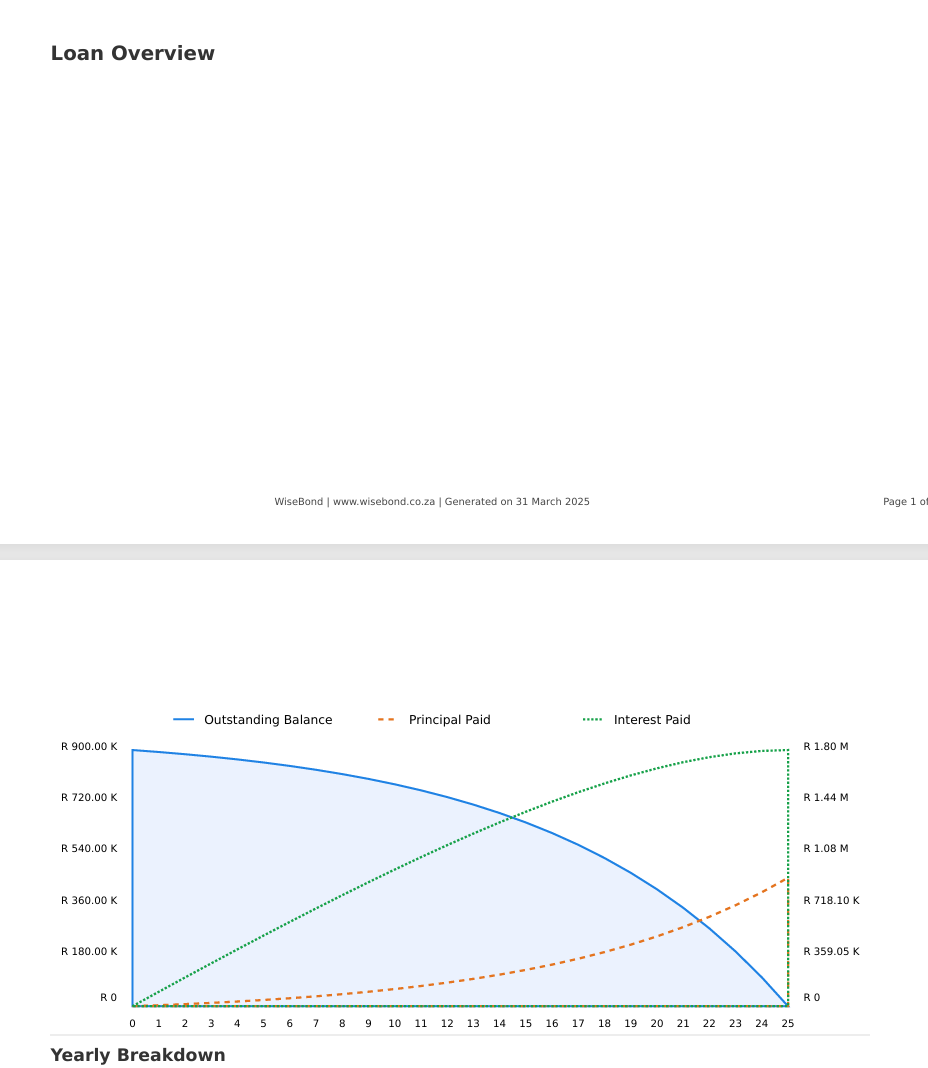 Loan Overview
WiseBond | www.wisebond.co.za | Generated on 31 March 2025
Page 1 of
Outstanding Balance Principal Paid Interest Paid
R 900.00 K R 1.80 M
R 720.00 K R 1.44 M
R 540.00 K R 1.08 M
R 360.00 K R 718.10 K
R 180.00 K R 359.05 K
R 0 R 0
0 1 2 3 4 5 6 7 8 9 10 11 12 13 14 15 16 17 18 19 20 21 22 23 24 25
Yearly Breakdown